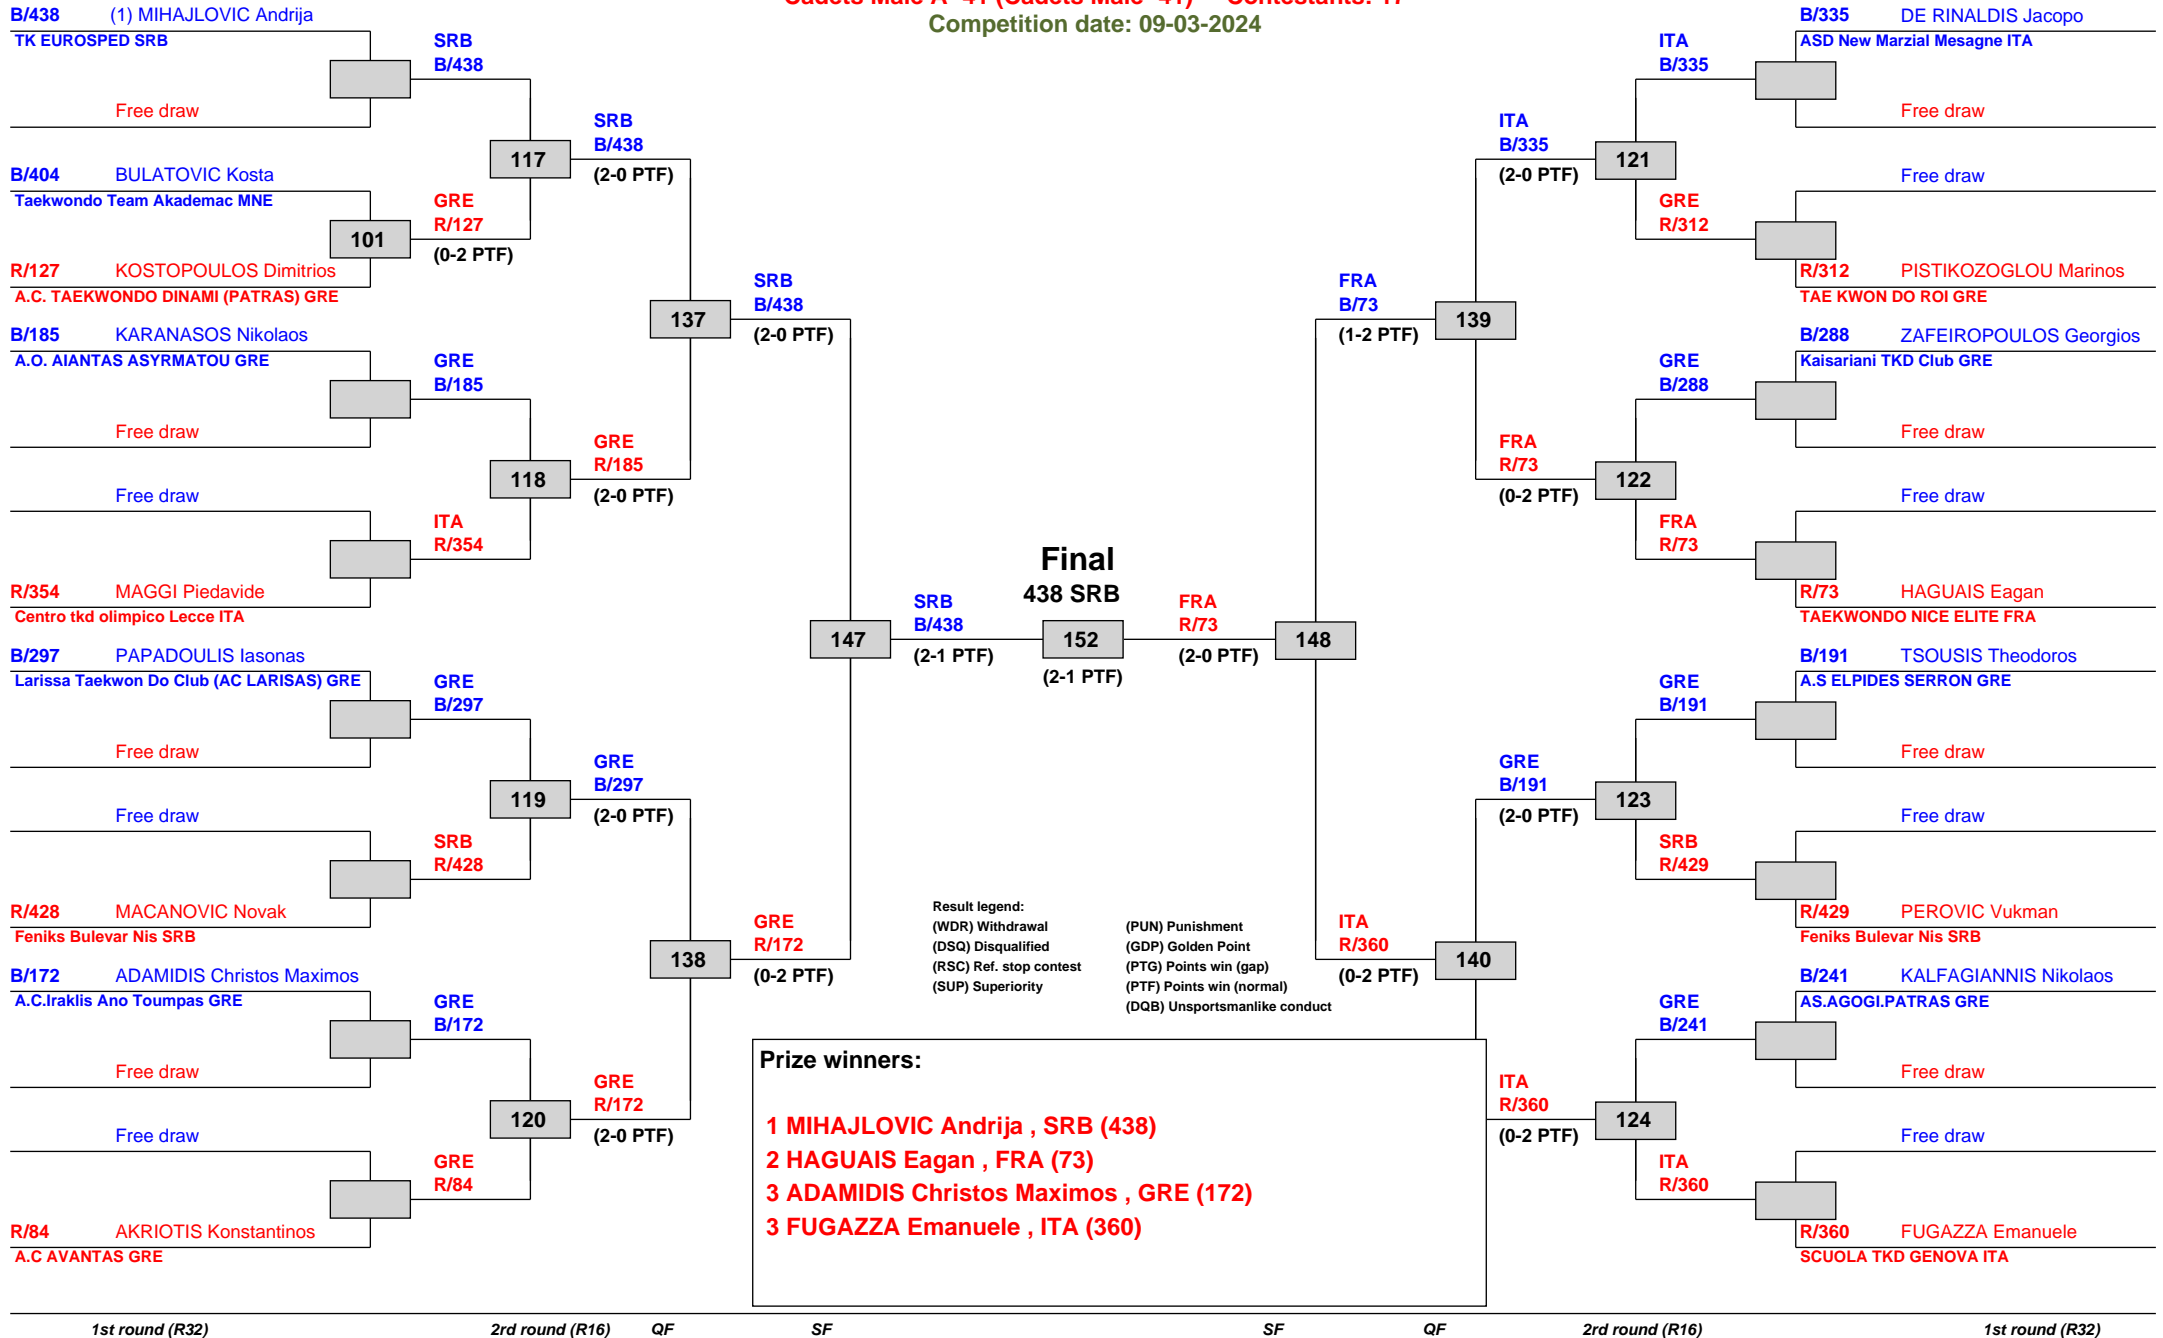 Cadets Male A -41 (Cadets Male -41) Contestants: 17
Competition date: 09-03-2024
B/438 (1) MIHAJLOVIC Andrija
TK EUROSPED SRB
Free draw
SRB
B/438
B/404 BULATOVIC Kosta
Taekwondo Team Akademac MNE
101
R/127 KOSTOPOULOS Dimitrios
A.C. TAEKWONDO DINAMI (PATRAS) GRE
GRE
R/127
(0-2 PTF)
117
SRB
B/438
(2-0 PTF)
B/185 KARANASOS Nikolaos
A.O. AIANTAS ASYRMATOU GRE
Free draw
GRE
B/185
Free draw
R/354 MAGGI Piedavide
Centro tkd olimpico Lecce ITA
ITA
R/354
118
GRE
R/185
(2-0 PTF)
137
SRB
B/438
(2-0 PTF)
B/297 PAPADOULIS Iasonas
Larissa Taekwon Do Club (AC LARISAS) GRE
Free draw
GRE
B/297
Free draw
R/428 MACANOVIC Novak
Feniks Bulevar Nis SRB
SRB
R/428
119
GRE
B/297
(2-0 PTF)
B/172 ADAMIDIS Christos Maximos
A.C.Iraklis Ano Toumpas GRE
Free draw
GRE
B/172
Free draw
R/84 AKRIOTIS Konstantinos
A.C AVANTAS GRE
GRE
R/84
120
GRE
R/172
(2-0 PTF)
138
GRE
R/172
(0-2 PTF)
147
SRB
B/438
(2-1 PTF)
Final
438 SRB
152
(2-1 PTF)
FRA
R/73
(2-0 PTF)
148
FRA
B/73
(1-2 PTF)
139
ITA
B/335
(2-0 PTF)
121
ITA
B/335
B/335 DE RINALDIS Jacopo
ASD New Marzial Mesagne ITA
Free draw
Free draw
GRE
R/312
R/312 PISTIKOZOGLOU Marinos
TAE KWON DO ROI GRE
FRA
R/73
(0-2 PTF)
122
GRE
B/288
B/288 ZAFEIROPOULOS Georgios
Kaisariani TKD Club GRE
Free draw
Free draw
FRA
R/73
R/73 HAGUAIS Eagan
TAEKWONDO NICE ELITE FRA
ITA
R/360
(0-2 PTF)
140
GRE
B/191
(2-0 PTF)
123
GRE
B/191
B/191 TSOUSIS Theodoros
A.S ELPIDES SERRON GRE
Free draw
Free draw
SRB
R/429
R/429 PEROVIC Vukman
Feniks Bulevar Nis SRB
ITA
R/360
(0-2 PTF)
124
GRE
B/241
B/241 KALFAGIANNIS Nikolaos
AS.AGOGI.PATRAS GRE
Free draw
Free draw
ITA
R/360
R/360 FUGAZZA Emanuele
SCUOLA TKD GENOVA ITA
Result legend:
(WDR) Withdrawal (PUN) Punishment
(DSQ) Disqualified (GDP) Golden Point
(RSC) Ref. stop contest (PTG) Points win (gap)
(SUP) Superiority (PTF) Points win (normal)
(DQB) Unsportsmanlike conduct
Prize winners:
1 MIHAJLOVIC Andrija , SRB (438)
2 HAGUAIS Eagan , FRA (73)
3 ADAMIDIS Christos Maximos , GRE (172)
3 FUGAZZA Emanuele , ITA (360)
1st round (R32) 2rd round (R16) QF SF SF QF 2rd round (R16) 1st round (R32)